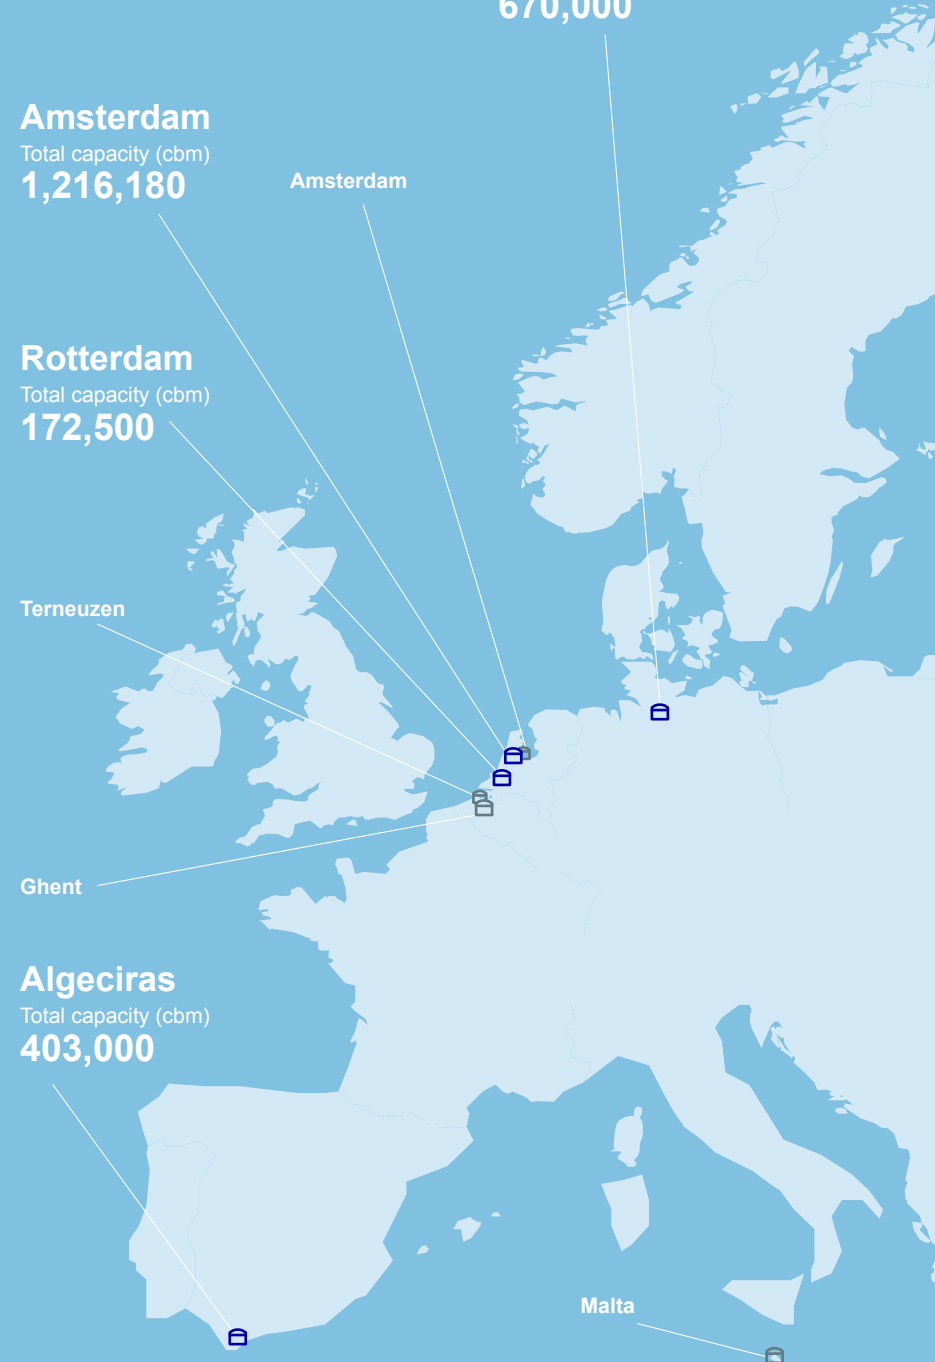 670,000
Amsterdam
Total capacity (cbm)
1,216,180
Amsterdam
Rotterdam
Total capacity (cbm)
172,500
Terneuzen
Ghent
Algeciras
Total capacity (cbm)
403,000
Malta